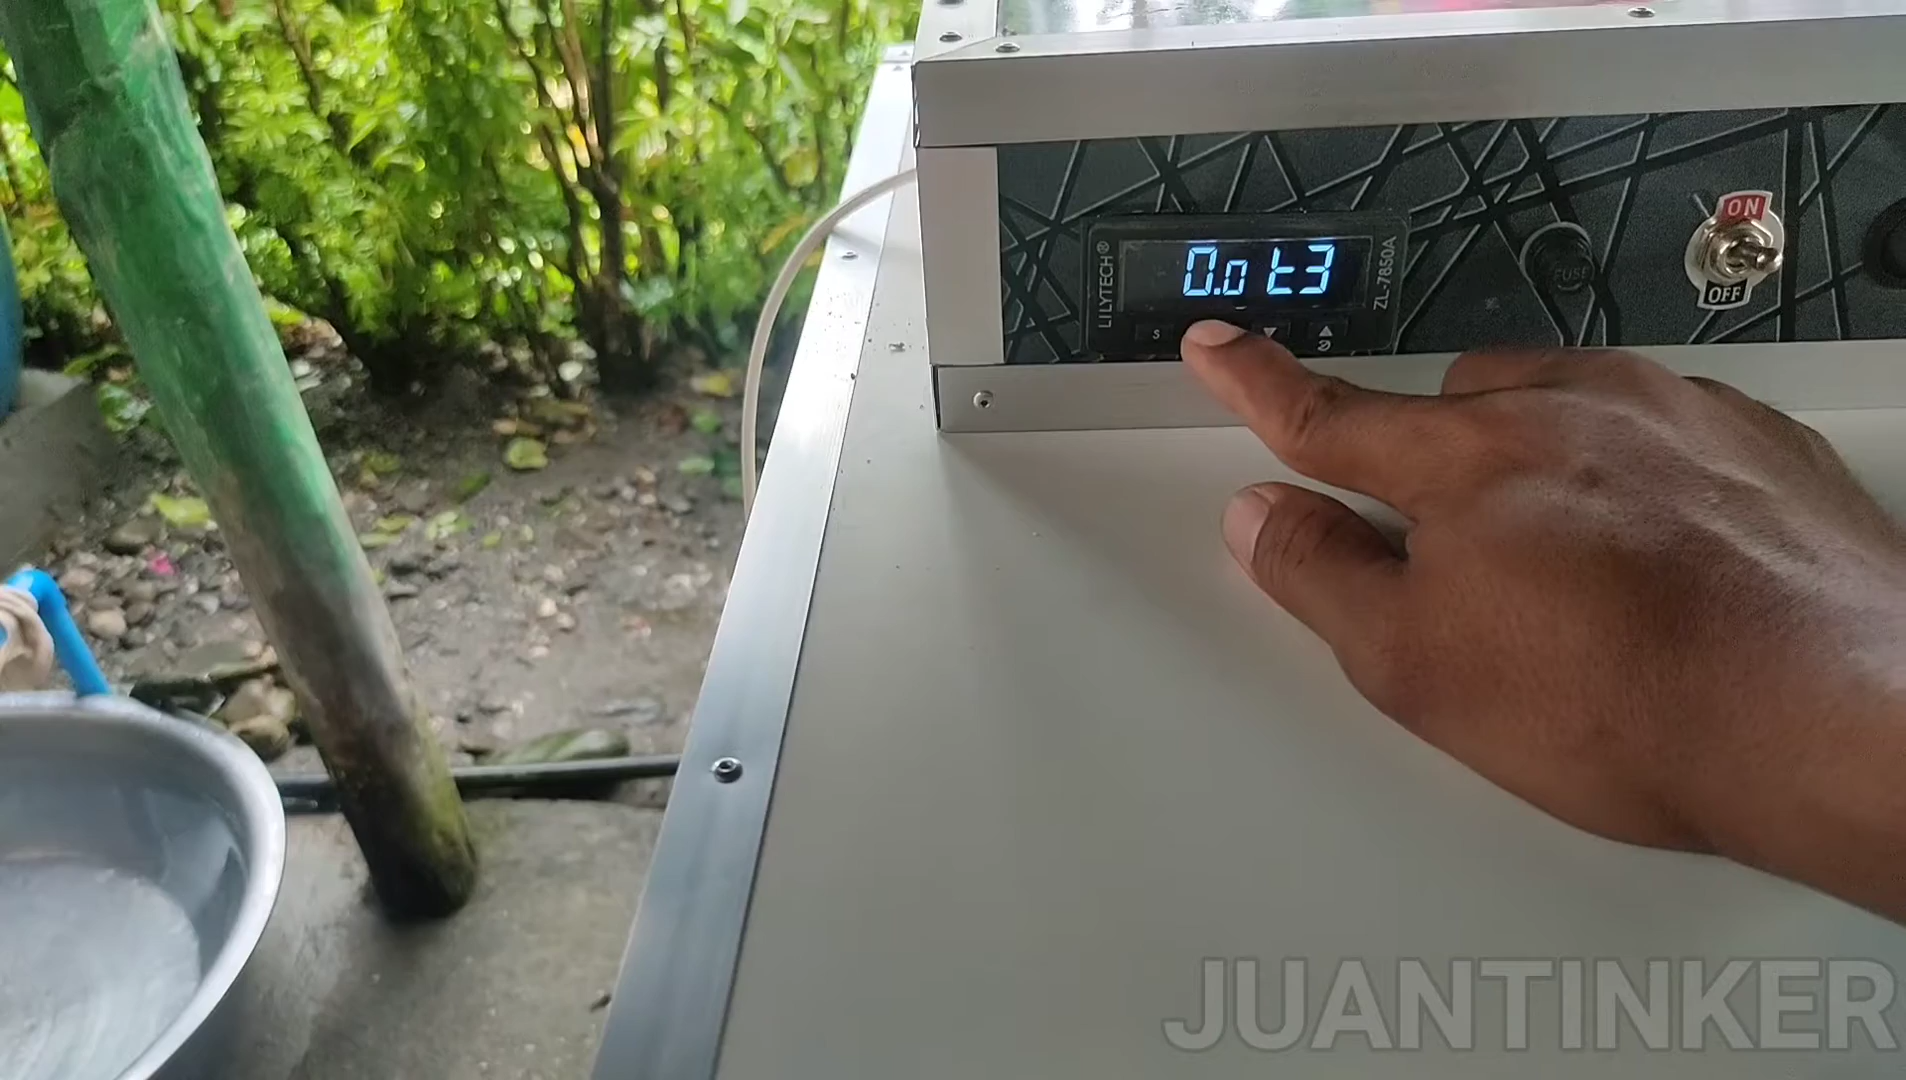 ON
OFF
FUSE
LILYTECH®
0.0 t3
ZL-7850A
S
JUANTINKER